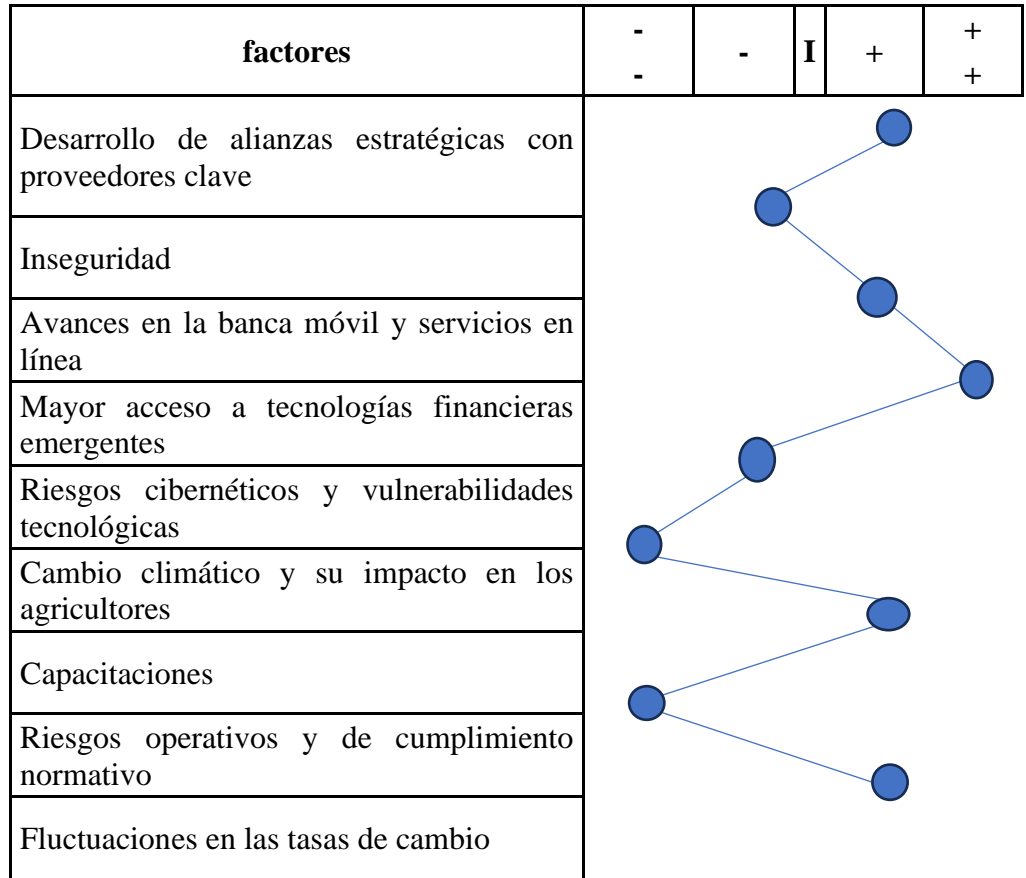 factores
-
-
-
I
+
+
+
Desarrollo de alianzas estratégicas con
proveedores clave
Inseguridad
Avances en la banca móvil y servicios en
línea
Mayor acceso a tecnologías financieras
emergentes
Riesgos cibernéticos y vulnerabilidades
tecnológicas
Cambio climático y su impacto en los
agricultores
Capacitaciones
Riesgos operativos y de cumplimiento
normativo
Fluctuaciones en las tasas de cambio